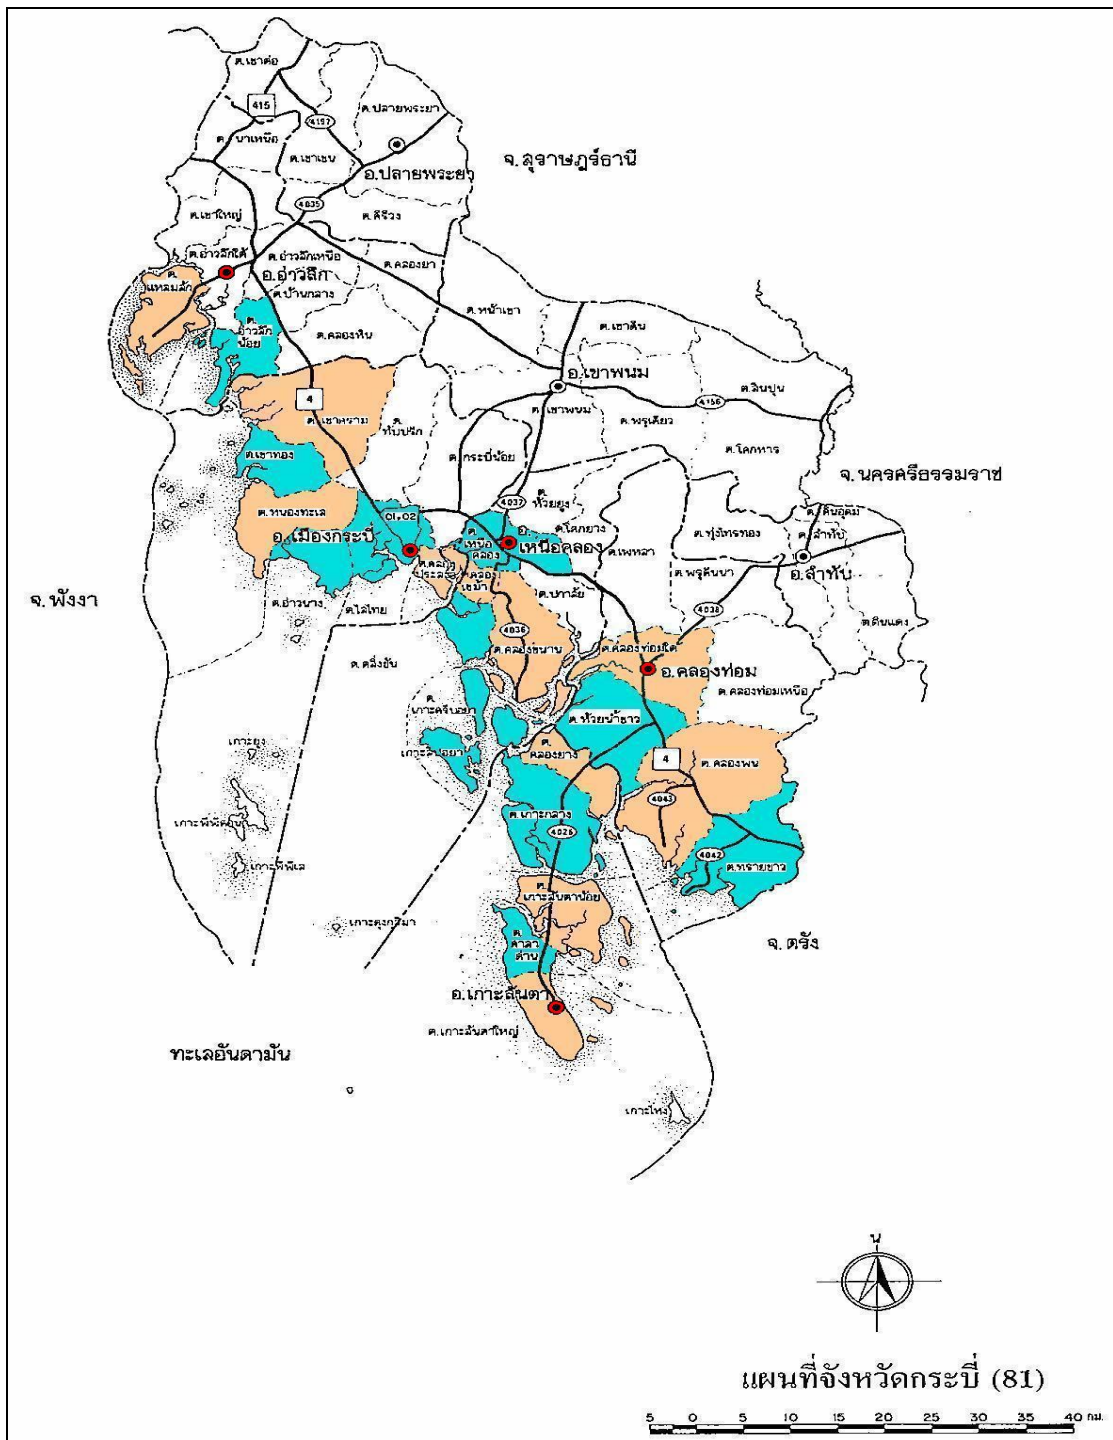 ต.เขาต่อ
415
4197
ต.ปลายพระยา
ต.
นาเหนือ
ต.เขาเขน
อ.ปลายพระยา
จ.สุราษฎร์ธานี
4035
ต.เขาใหญ่
ต.คีรีวง
ต.อ่าวลึกใต้
ต.อ่าวลึกเหนือ
ต.คลองยา
อ.อ่าวลึก
ต.
แหลมสัก
ต.บ้านกลาง
ต.หน้าเขา
ต.
อ่าวลึก
น้อย
ต.คลองหิน
ต.เขาดิน
อ.เขาพนม
4
4156
ต.สินปุน
ต.เขาคราม
ต.
ทับปริก
ต.เขาพนม
ต.พรุเตียว
ต.เขาทอง
ต.กระบี่น้อย
ต.โคกหาร
จ.นครศรีธรรมราช
ต.หนองทะเล
01,02
4037
ต.
ห้วยยูง
ต.โคกยาง
ต.ดินอุดม
อ.เมืองกระบี่
ต.
เหนือ
คลอง
อ.
เหนือคลอง
ต.เพหลา
ต.ทุ่งไทรทอง
ต.ลำทับ
ต.คลอง
ประสงค์
ต.
คลอง
เขม้า
ต.พรุดินนา
อ.ลำทับ
จ.พังงา
ต.อ่าวนาง
ต.ไสไทย
ต.ปกาสัย
4038
ต.ดินแดง
4036
ต.คลองขนาน
ต.คลองท่อมใต้
ต.ตลิ่งชัน
อ.คลองท่อม
ต.คลองท่อมเหนือ
ต.
เกาะศรีบอยา
ต.ห้วยน้ำขาว
เกาะยูง
เกาะศรีบอยา
ต.
คลองยาง
4
ต.คลองพน
4043
ต.เกาะกลาง
เกาะพีพีดอน
4026
4042
ต.ทรายขาว
เกาะพีพีเล
ต.
เกาะลันตาน้อย
ต.
ศาลา
ด่าน
จ.ตรัง
อ.เกาะลันตา
ต.เกาะลันตาใหญ่
ทะเลอันดามัน
เกาะไหง
น
แผนที่จังหวัดกระบี่ (81)
5 0 5 10 15 20 25 30 35 40 กม.